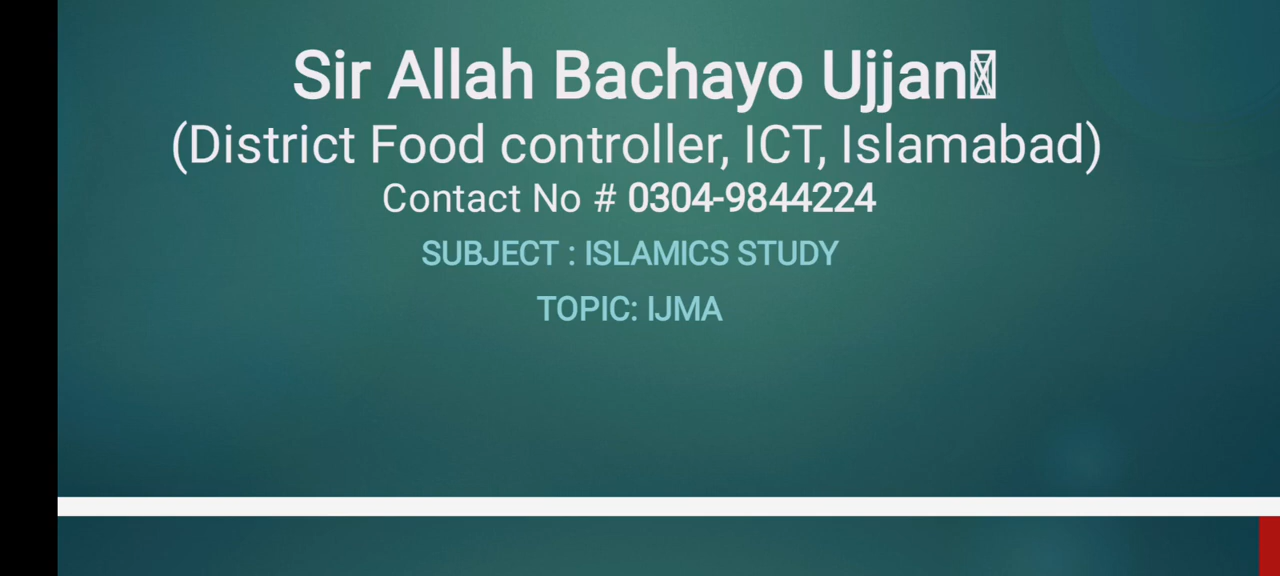 Sir Allah Bachayo Ujjan
(District Food controller, ICT, Islamabad)
Contact No # 0304-9844224
SUBJECT : ISLAMICS STUDY
TOPIC: IJMA